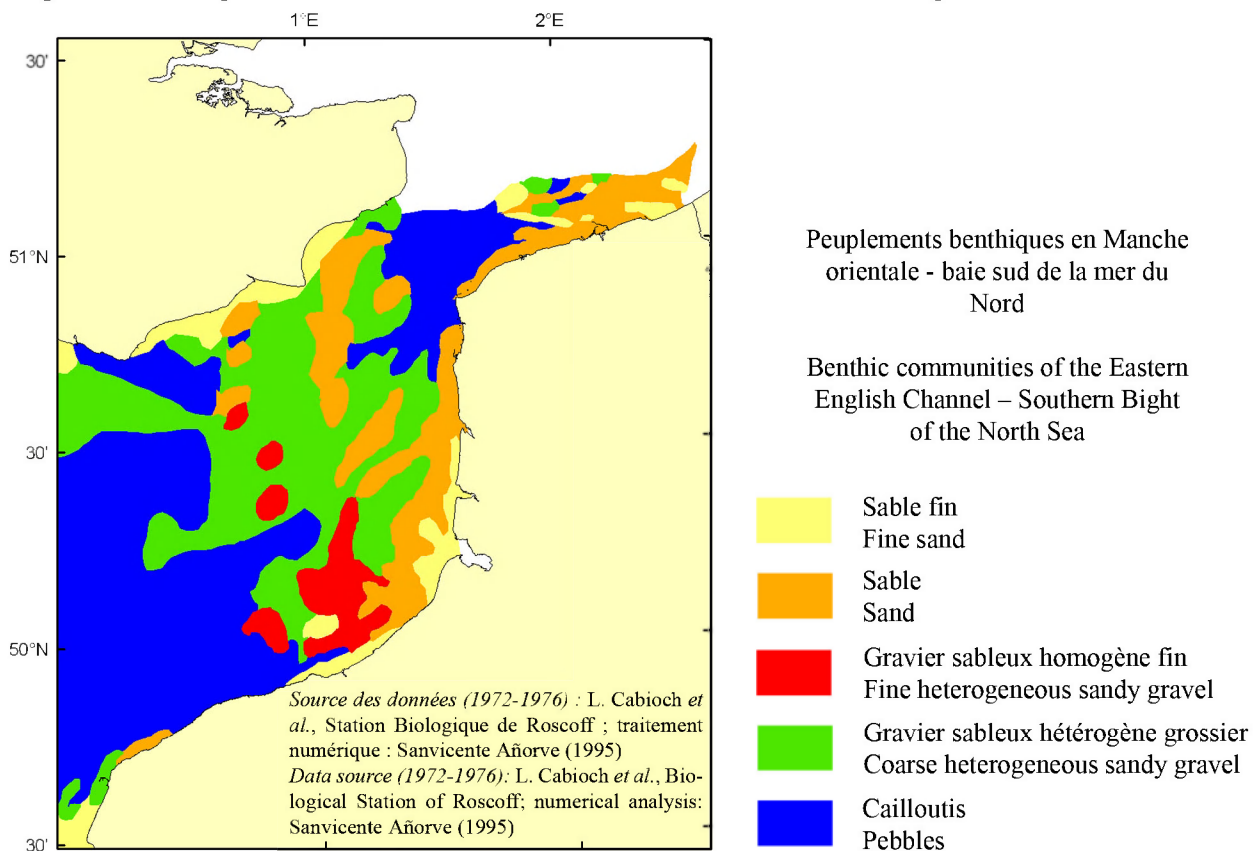 1°E
2°E
30'
51°N
30'
50°N
30'
Source des données (1972-1976) : L. Cabioch et
al., Station Biologique de Roscoff ; traitement
numérique : Sanvicente Añorve (1995)
Data source (1972-1976): L. Cabioch et al., Bio-
logical Station of Roscoff; numerical analysis:
Sanvicente Añorve (1995)
Peuplements benthiques en Manche
orientale - baie sud de la mer du
Nord
Benthic communities of the Eastern
English Channel – Southern Bight
of the North Sea
Sable fin
Fine sand
Sable
Sand
Gravier sableux homogène fin
Fine heterogeneous sandy gravel
Gravier sableux hétérogène grossier
Coarse heterogeneous sandy gravel
Cailloutis
Pebbles